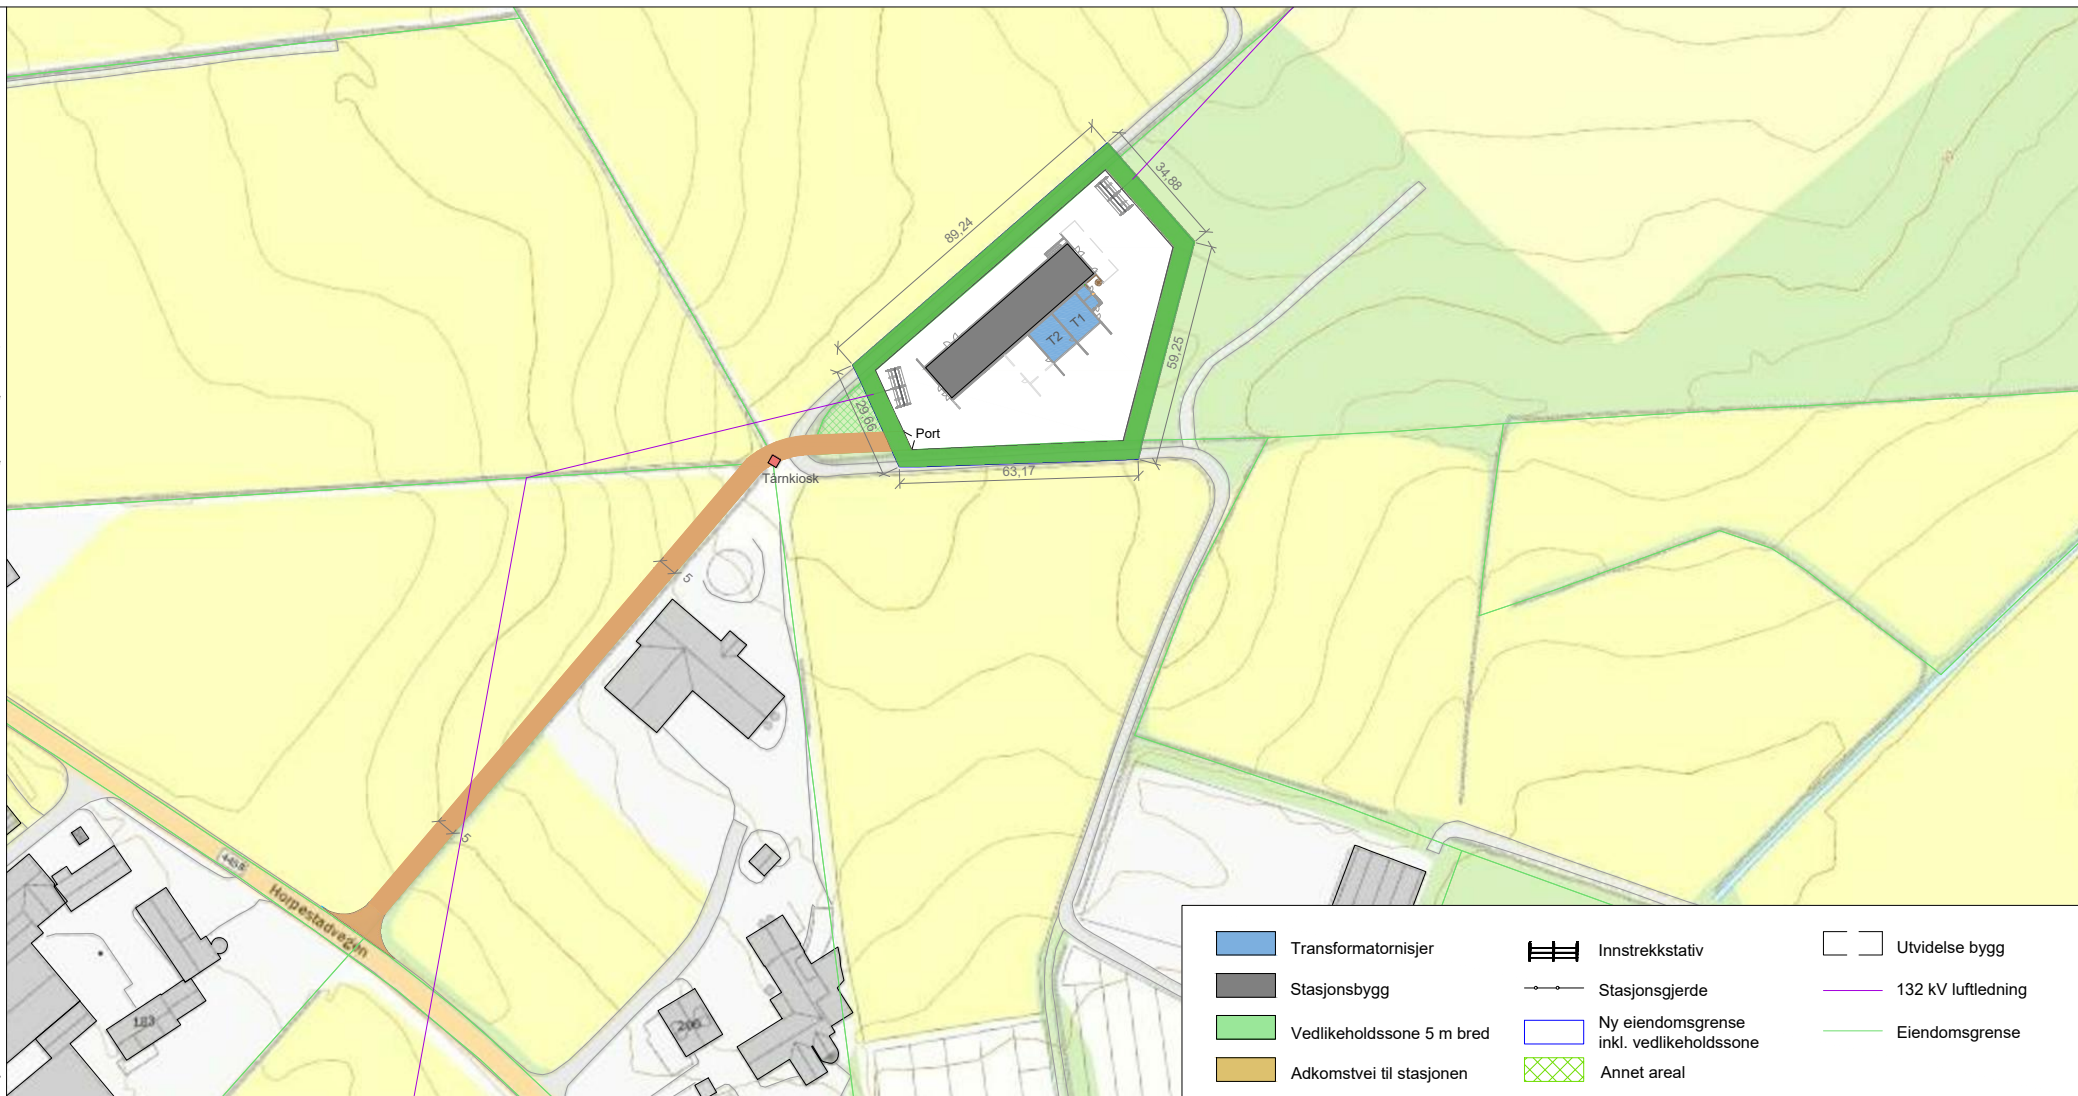 34,88
89,24
T1
T2
59,25
29,66
Port
63,17
Tårnkiosk
5
5
Horpestadvegen
183
206
Transformatornisjer
Stasjonsbygg
Vedlikeholdssone 5 m bred
Adkomstvei til stasjonen
Innstrekkstativ
Stasjonsgjerde
Ny eiendomsgrense
inkl. vedlikeholdssone
Annet areal
Utvidelse bygg
132 kV luftledning
Eiendomsgrense